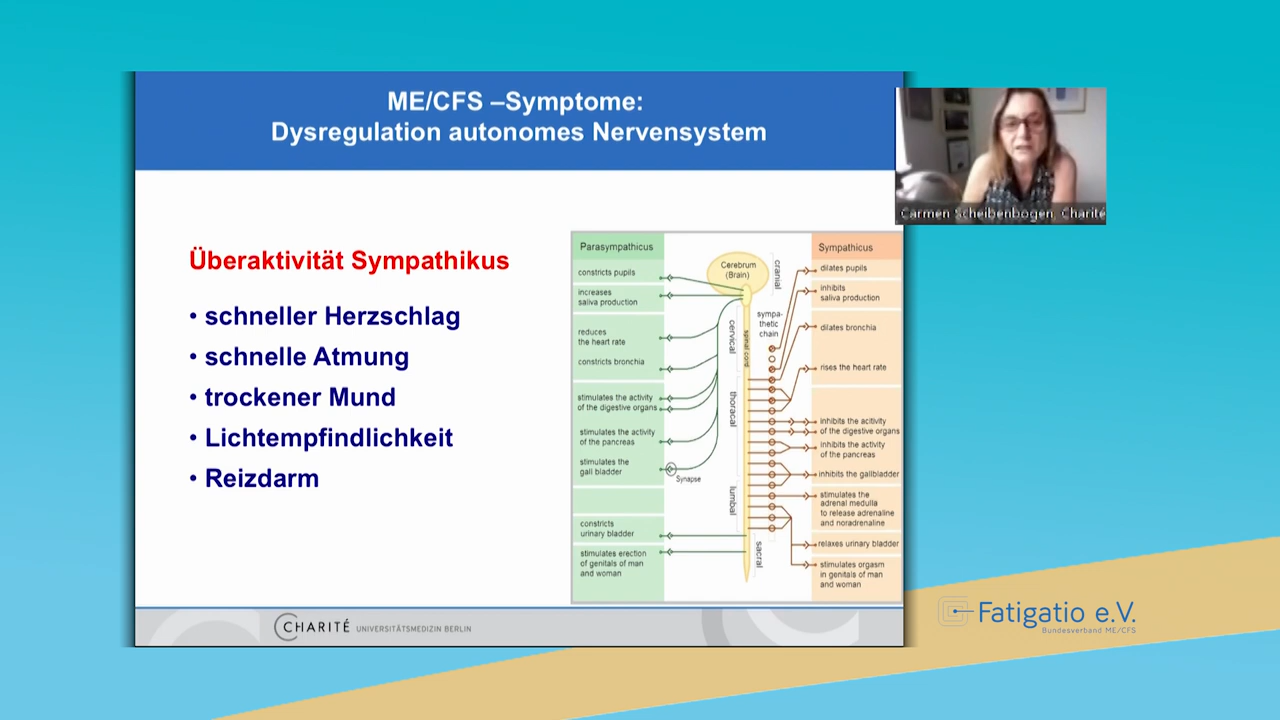 ME/CFS –Symptome:
Dysregulation autonomes Nervensystem
Carmen Scheibenbogen, Charité
Überaktivität Sympathikus
• schneller Herzschlag
• schnelle Atmung
• trockener Mund
• Lichtempfindlichkeit
• Reizdarm
Parasympathicus
constricts pupils
increases
saliva production
reduces
the heart rate
constricts bronchia
stimulates the activity
of the digestive organs
stimulates the activity
of the pancreas
stimulates the
gall bladder
constricts
urinary bladder
stimulates erection
of genitals of man
and woman
Cerebrum
(Brain)
cranial
sympa-
thetic
chain
cervical
spinal cord
thoracal
Synapse
lumbal
sacral
Sympathicus
dilates pupils
inhibits
saliva production
dilates bronchia
rises the heart rate
inhibits the acitivity
of the digestive organs
inhibits the activity
of the pancreas
inhibits the gallbladder
stimulates the
adrenal medulla
to release adrenaline
and noradrenaline
relaxes urinary bladder
stimulates orgasm
in genitals of man
and woman
CHARITÉ UNIVERSITÄTSMEDIZIN BERLIN
Fatigatio e.V.
Bundesverband ME/CFS